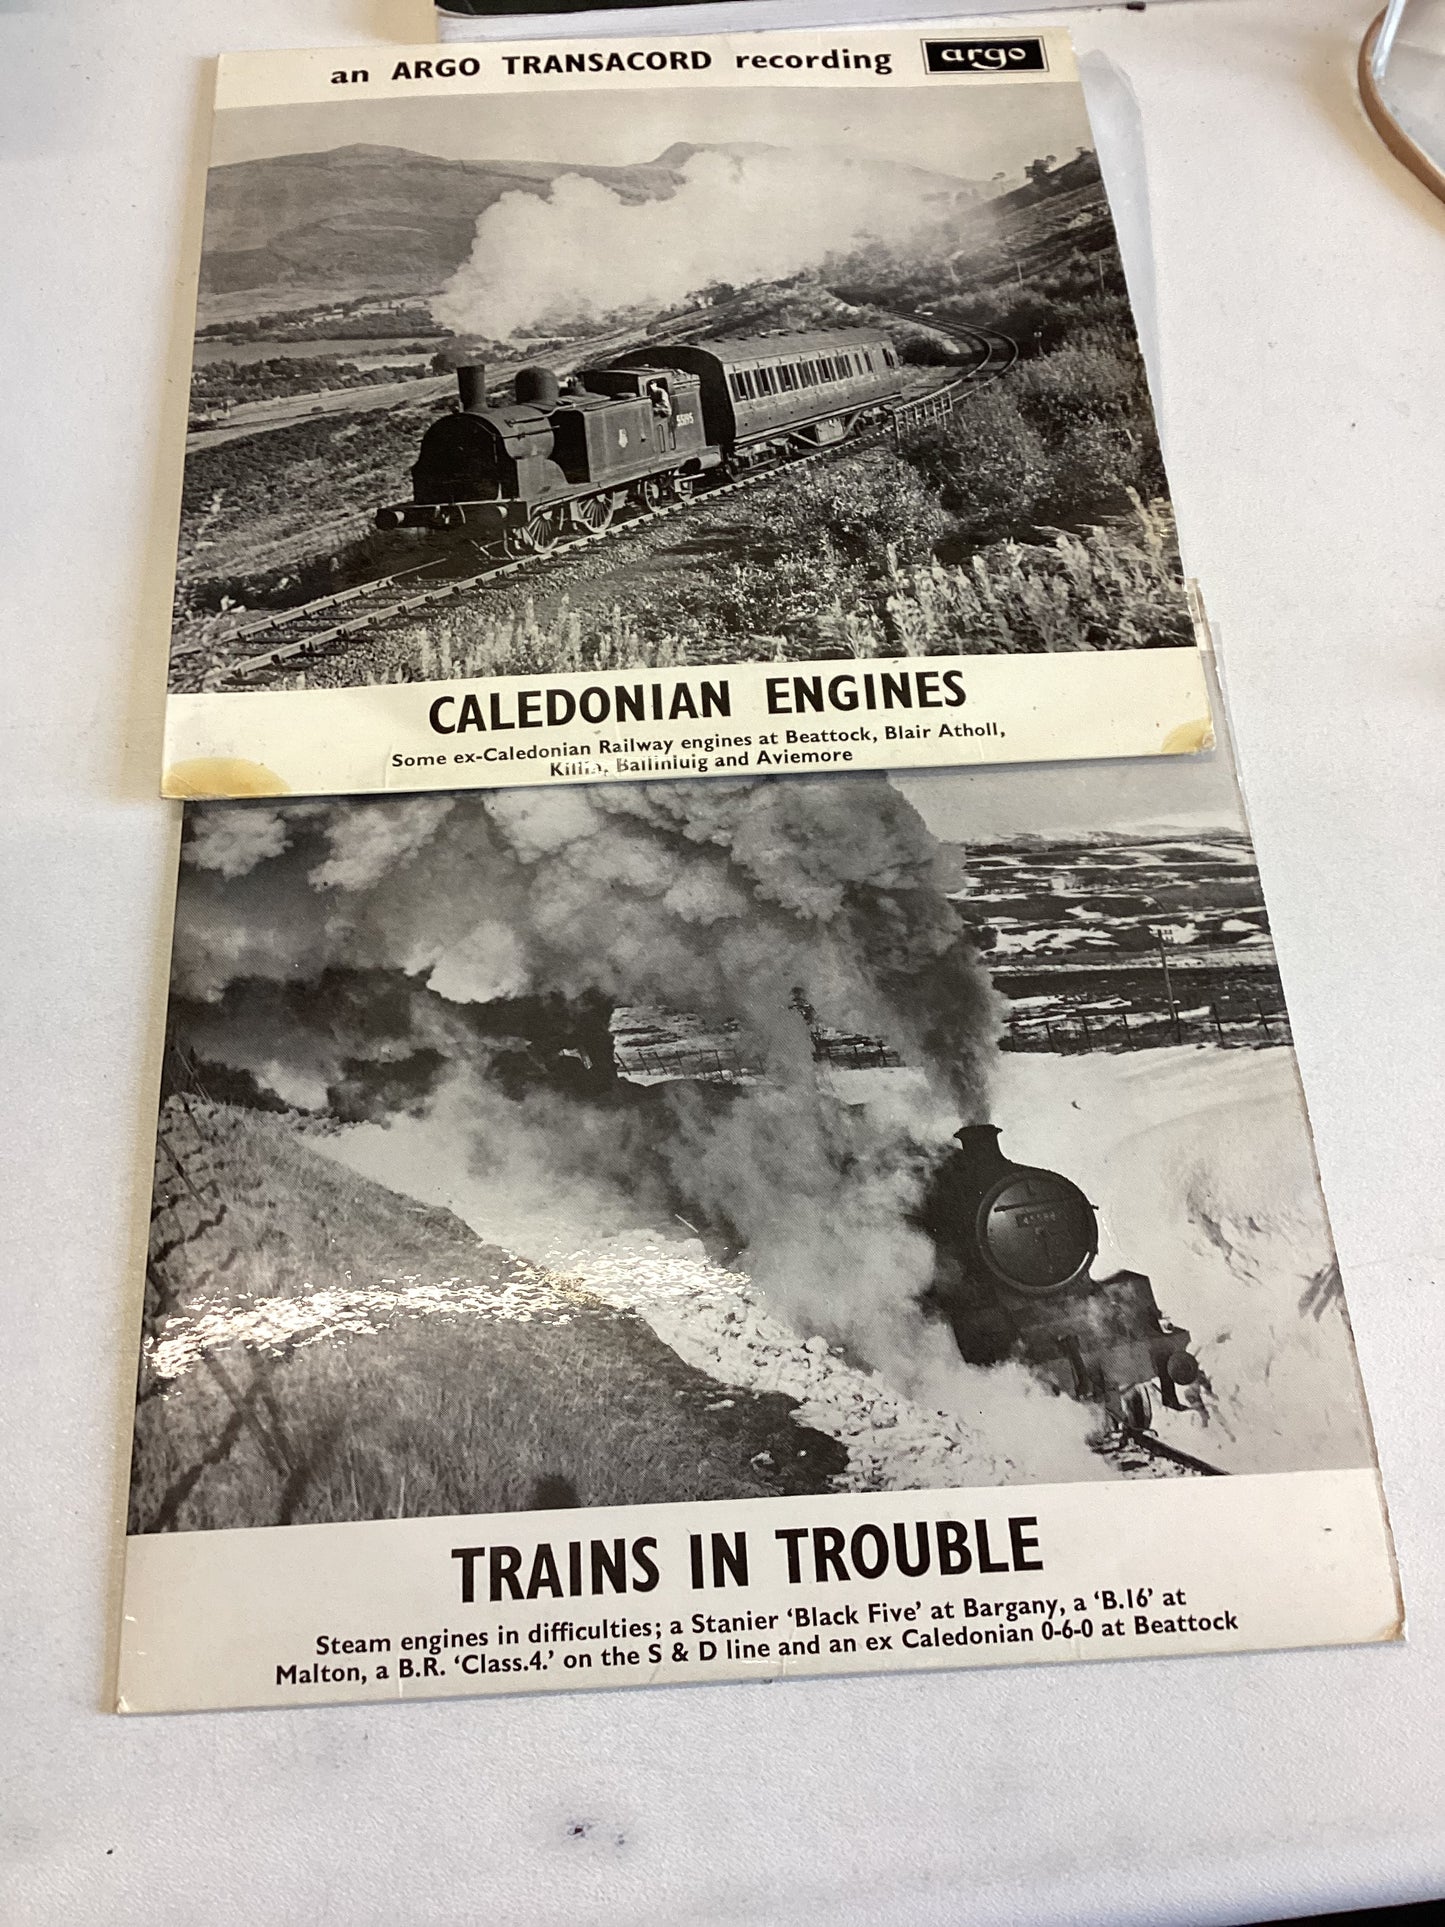 an ARGO TRANSACORD recording argo
55195
CALEDONIAN ENGINES
Some ex-Caledonian Railway engines at Beattock, Blair Atholl,
Killin, Ballinluig and Aviemore
TRAINS IN TROUBLE
Steam engines in difficulties; a Stanier ‘Black Five’ at Bargany, a ‘B.16’ at
Malton, a B.R. ‘Class.4.’ on the S & D line and an ex Caledonian 0-6-0 at Beattock